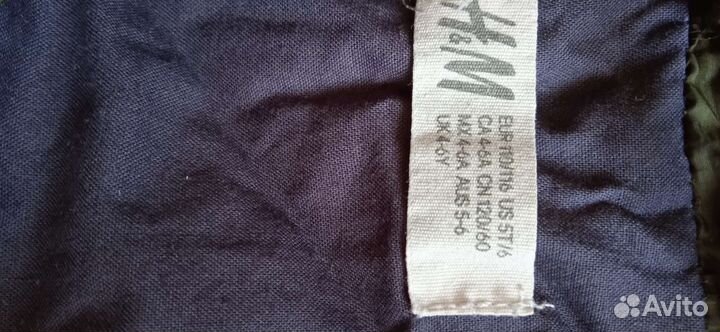 H&M
EUR 110/116 US 5T/6
CA 4-6A CN 120/60
MX 4-6A AUS 5-6
UK 4-6Y
Avito